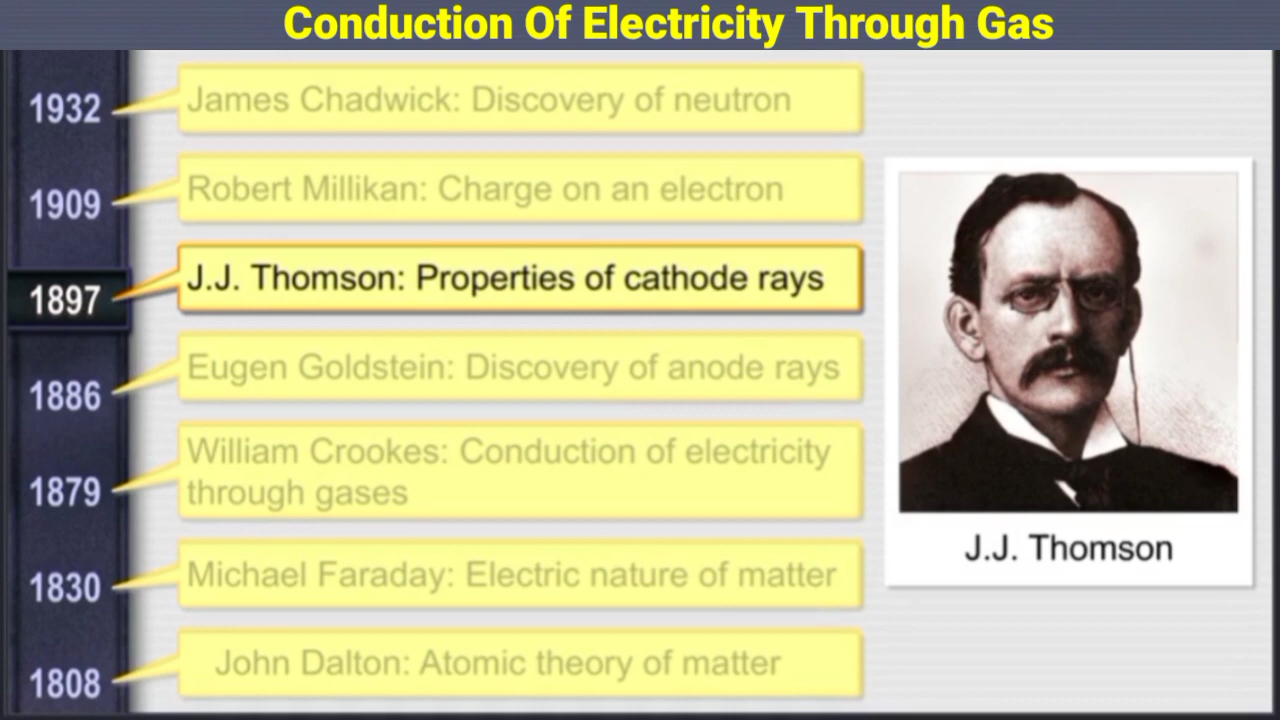 Conduction Of Electricity Through Gas
1932
James Chadwick: Discovery of neutron
1909
Robert Millikan: Charge on an electron
1897
J.J. Thomson: Properties of cathode rays
1886
Eugen Goldstein: Discovery of anode rays
1879
William Crookes: Conduction of electricity
through gases
1830
Michael Faraday: Electric nature of matter
1808
John Dalton: Atomic theory of matter
J.J. Thomson